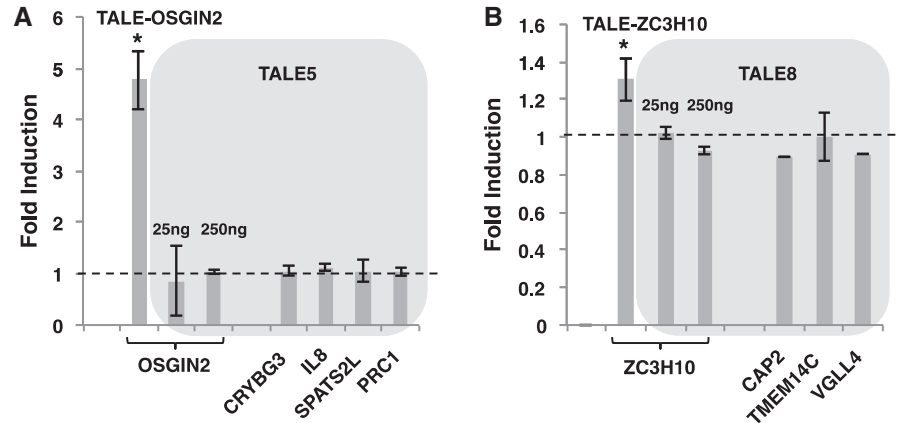 A
TALE-OSGIN2
*
TALE5
Fold Induction
6
5
4
3
2
1
0
25ng 250ng
OSGIN2
CRYBG3
IL8
SPATS2L
PRC1
B
TALE-ZC3H10
*
TALE8
Fold Induction
1.6
1.4
1.2
1
0.8
0.6
0.4
0.2
0
25ng 250ng
ZC3H10
CAP2
TMEM14C
VGLL4